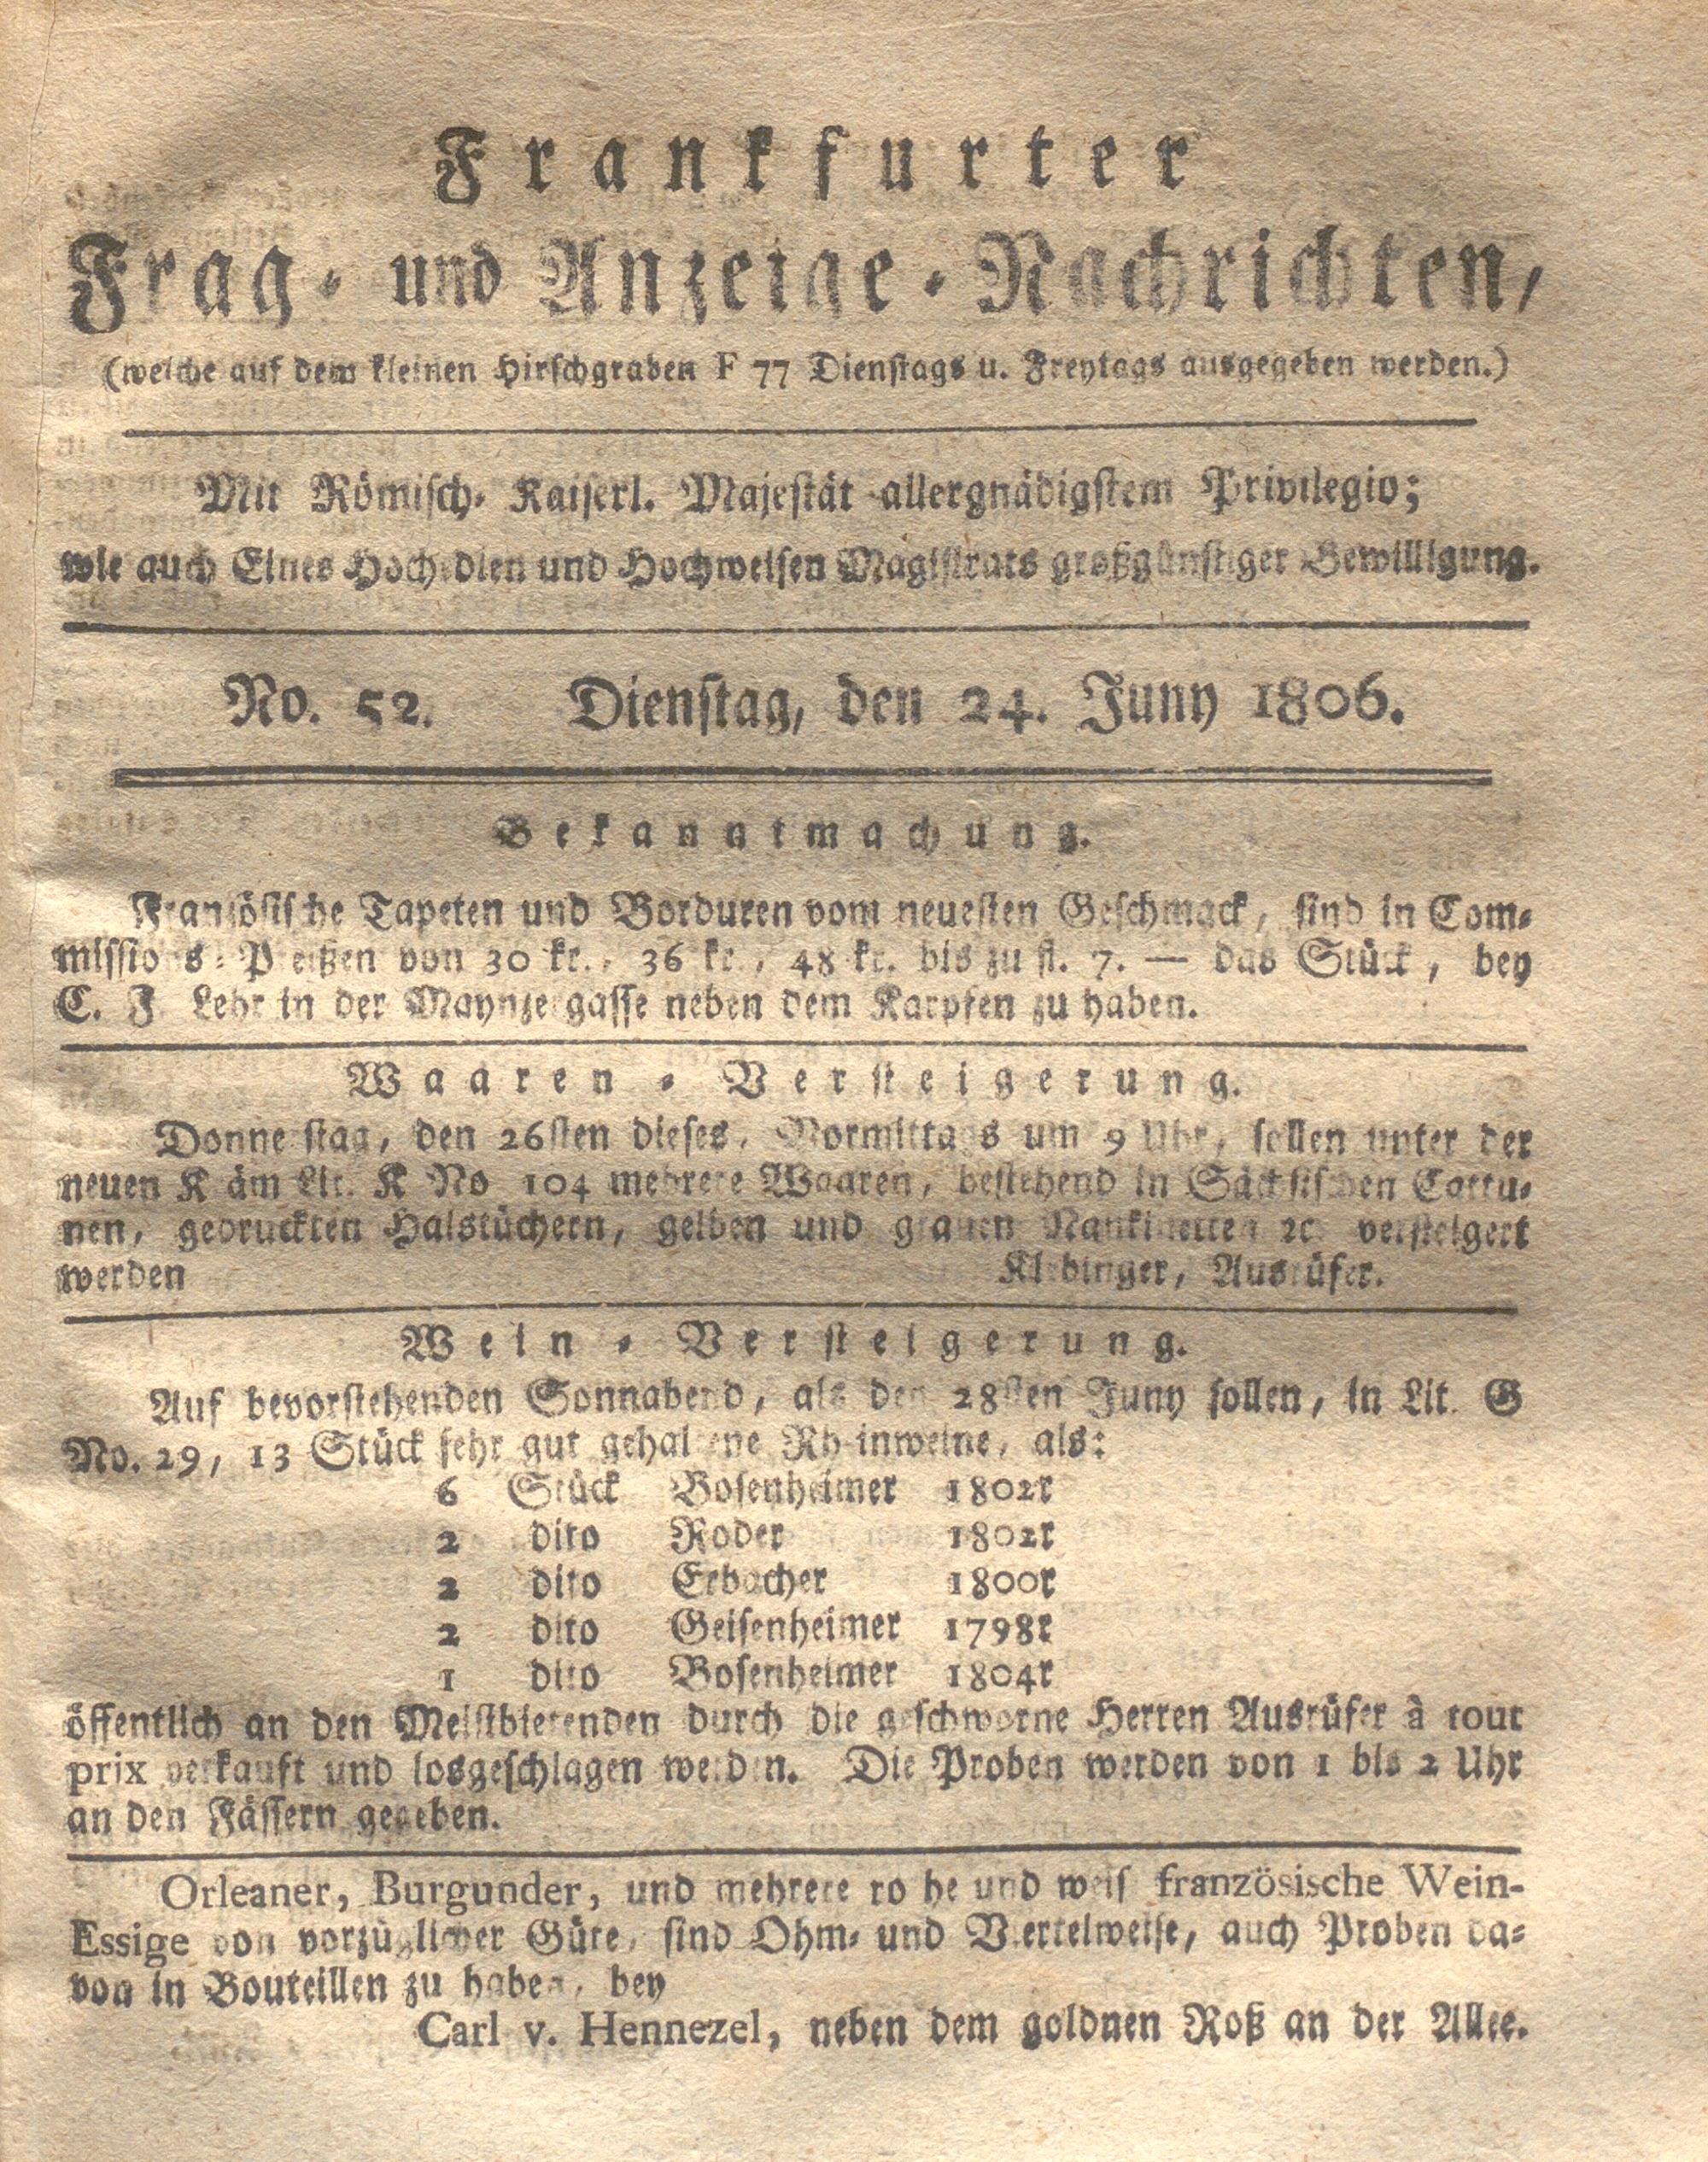 Frankfurter
Frag- und Anzeige-Nachrichten,
(welche auf dem kleinen Hirschgraben F 77 Dienstags u. Freytags ausgegeben werden.)
Mit Römisch-Kaiserl. Majestät allergnädigstem Privilegio;
wie auch Eines Hochedlen und Hochweisen Magistrats großgünstiger Bewilligung.
No. 52. Dienstag, den 24. Juny 1806.
Bekanntmachung.
Französische Tapeten und Borduren vom neuesten Geschmack, sind in Com-
missions-Preißen von 30 kr., 36 kr., 48 kr. bis zu fl. 7. — das Stück, bey
C. F. Lehr in der Maynzergasse neben dem Karpfen zu haben.
Waaren-Versteigerung.
Donnerstag, den 26sten dieses, Vormittags um 9 Uhr, sollen unter der
neuen Kräm Lit. K No 104 mehrere Waaren, bestehend in Sächsischen Cottu-
nen, gedruckten Halstüchern, gelben und grauen Nankinetten ꝛc. versteigert
werden Ausrüfer.
Wein-Versteigerung.
Auf bevorstehenden Sonnabend, als den 28sten Juny sollen, in Lit. G
No. 29, 13 Stück sehr gut gehaltene Rheinweine, als:
6 Stück Bosenheimer 1802r
2 dito Roder 1802r
2 dito Erbacher 1800r
2 dito Geisenheimer 1798r
1 dito Bosenheimer 1804r
öffentlich an den Meistbietenden durch die geschworne Herren Ausrüfer à tout
prix verkauft und losgeschlagen werden. Die Proben werden von 1 bis 2 Uhr
an den Fässern gegeben.
Orleaner, Burgunder, und mehrere rothe und weis französische Wein-
Essige von vorzüglicher Güte, sind Ohm- und Viertelweise, auch Proben da-
von in Bouteillen zu haben, bey
Carl v. Hennezel, neben dem goldnen Roß an der Allee.